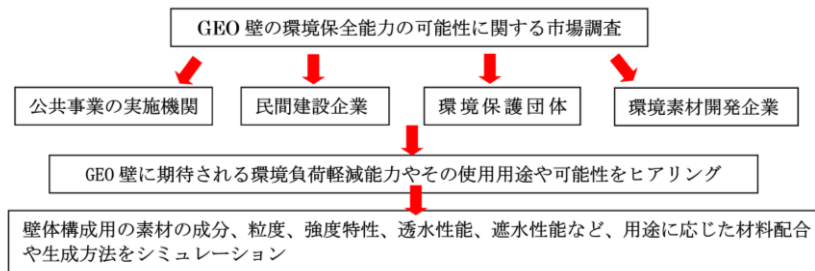 GEO 壁の環境保全能力の可能性に関する市場調査
公共事業の実施機関
民間建設企業
環境保護団体
環境素材開発企業
GEO 壁に期待される環境負荷軽減能力やその使用用途や可能性をヒアリング
壁体構成用の素材の成分、粒度、強度特性、透水性能、遮水性能など、用途に応じた材料配合
や生成方法をシミュレーション